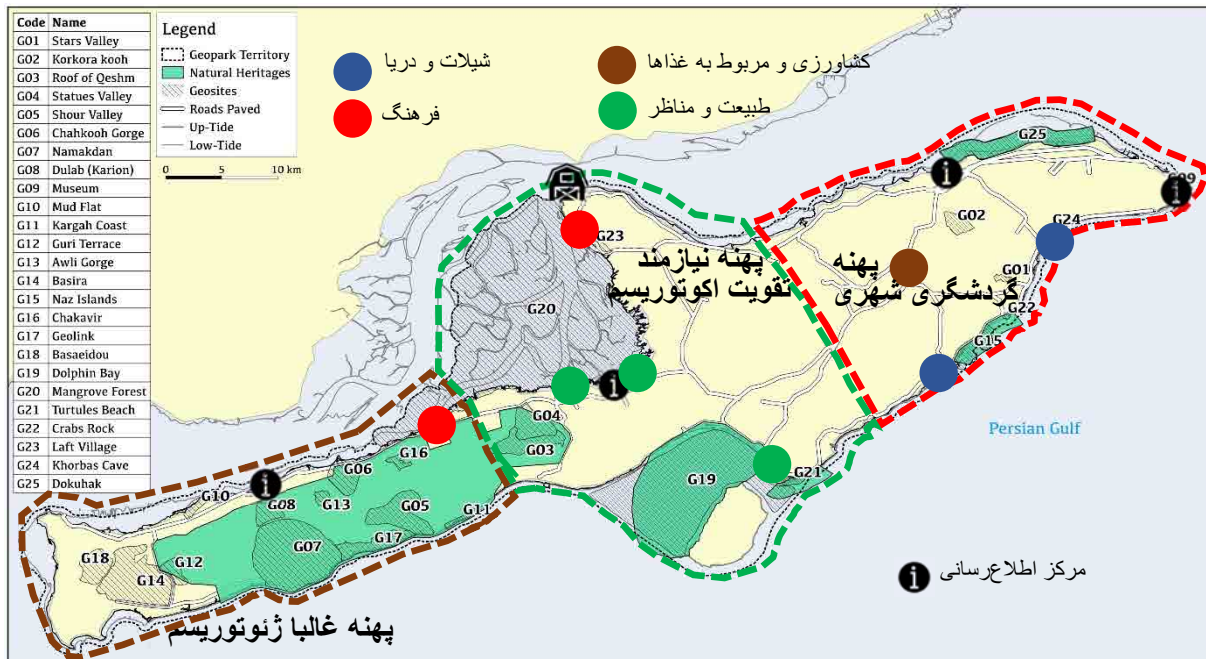 Code Name
G01 Stars Valley
G02 Korkora kooh
G03 Roof of Qeshm
G04 Statues Valley
G05 Shour Valley
G06 Chahkooh Gorge
G07 Namakdan
G08 Dulab (Karion)
G09 Museum
G10 Mud Flat
G11 Kargah Coast
G12 Guri Terrace
G13 Awli Gorge
G14 Basira
G15 Naz Islands
G16 Chakavir
G17 Geolink
G18 Basaeidou
G19 Dolphin Bay
G20 Mangrove Forest
G21 Turtules Beach
G22 Crabs Rock
G23 Laft Village
G24 Khorbas Cave
G25 Dokuhak
Legend
Geopark Territory
Natural Heritages
Geosites
Roads Paved
Up-Tide
Low-Tide
0 5 10 km
شیلات و دریا
فرهنگ
کشاورزی و مربوط به غذاها
طبیعت و مناظر
G25
G09
G02
G24
G23
پهنه نیازمند
تقویت اکوتوریسم
پهنه
گردشگری شهری
G01
G22
G15
G20
G04
G03
G16
G06
G19
G21
Persian Gulf
G10
G08
G13
G05
G11
G17
G07
G18
G12
G14
مرکز اطلاع‌رسانی
پهنه غالبا ژئوتوریسم